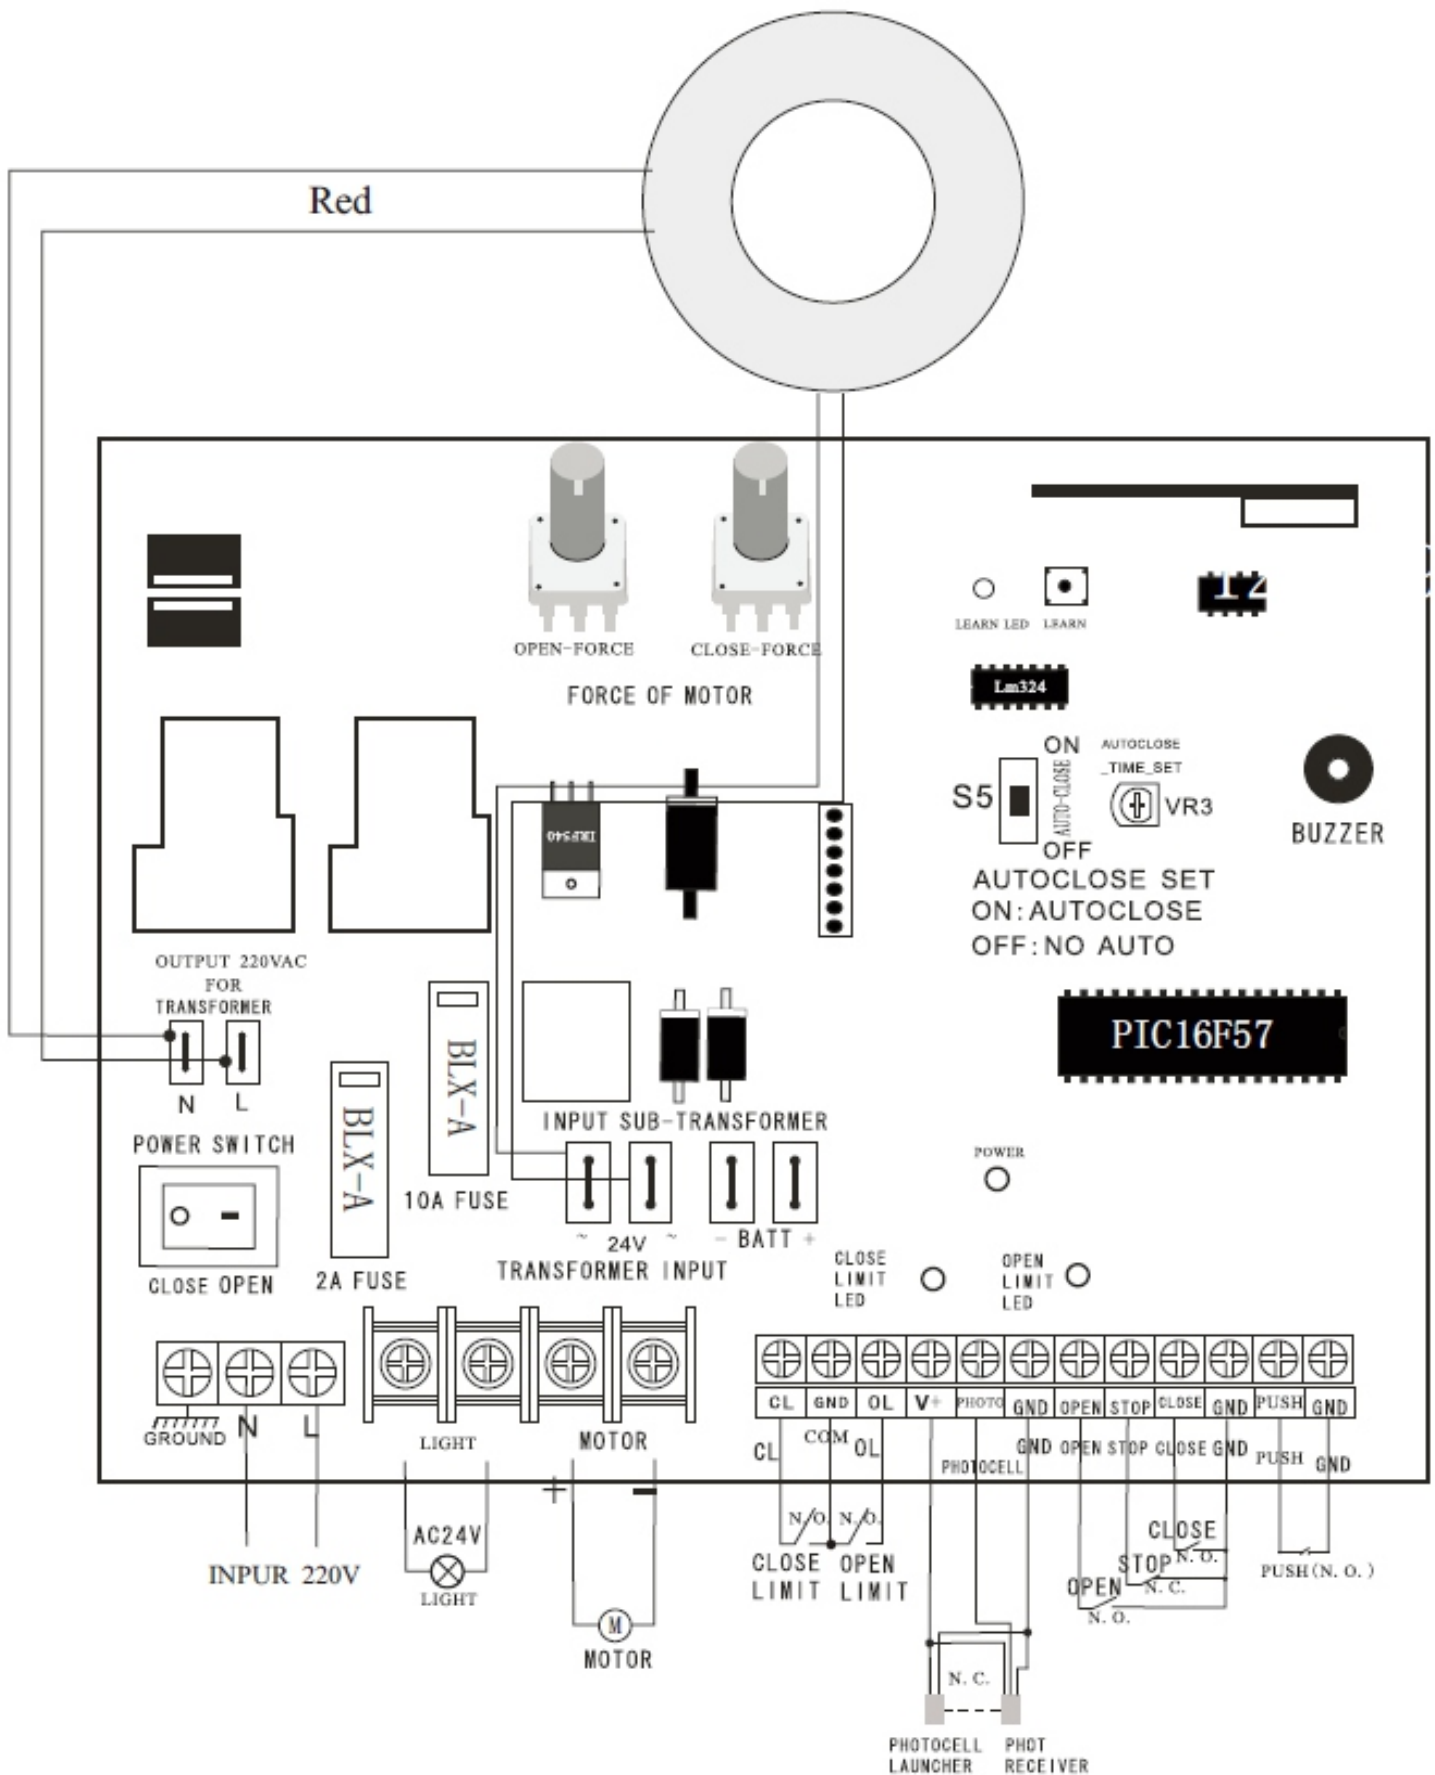 Red
OPEN-FORCE
CLOSE-FORCE
FORCE OF MOTOR
LEARN LED
LEARN
12
Lm324
ON
AUTO-CLOSE
OFF
S5
AUTOCLOSE
_TIME_SET
VR3
BUZZER
AUTOCLOSE SET
ON:AUTOCLOSE
OFF:NO AUTO
IRF540
OUTPUT 220VAC
FOR
TRANSFORMER
N L
POWER SWITCH
CLOSE OPEN
BLX-A
2A FUSE
BLX-A
10A FUSE
INPUT SUB-TRANSFORMER
~ 24V ~
TRANSFORMER INPUT
- BATT +
PIC16F57
POWER
CLOSE
LIMIT
LED
OPEN
LIMIT
LED
GROUND
N L
INPUR 220V
LIGHT
AC24V
LIGHT
MOTOR
+ -
M
MOTOR
CL GND OL V+ PHOTO GND OPEN STOP CLOSE GND PUSH GND
CL COM OL PHOTOCELL GND OPEN STOP CLOSE GND PUSH GND
N.O. N.O.
CLOSE
LIMIT
OPEN
LIMIT
CLOSE
N.O.
STOP
N.C.
OPEN
N.O.
PUSH(N.O.)
N.C.
PHOTOCELL
LAUNCHER
PHOT
RECEIVER